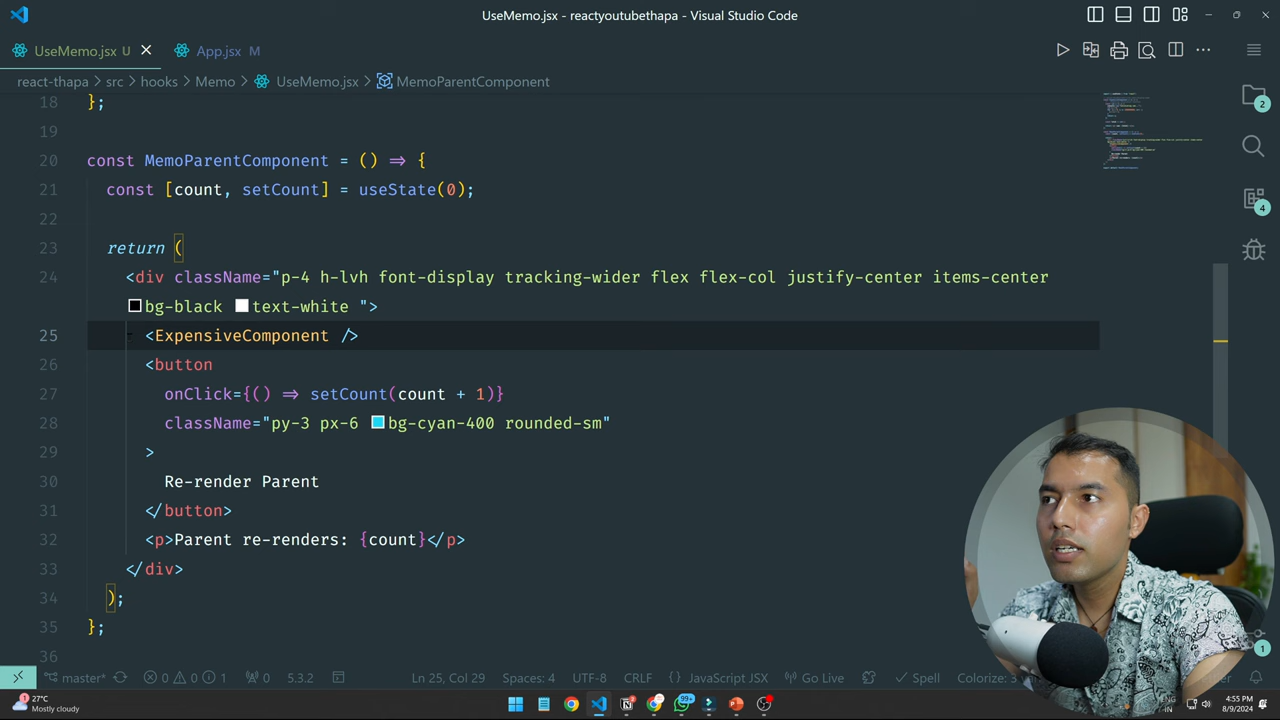 UseMemo.jsx - reactyoutubethapa - Visual Studio Code
UseMemo.jsx U
App.jsx M
react-thapa > src > hooks > Memo > UseMemo.jsx > MemoParentComponent
18 };
19
20 const MemoParentComponent = () => {
21 const [count, setCount] = useState(0);
22
23 return (
24 <div className="p-4 h-lvh font-display tracking-wider flex flex-col justify-center items-center
bg-black text-white ">
25 <ExpensiveComponent />
26 <button
27 onClick={() => setCount(count + 1)}
28 className="py-3 px-6 bg-cyan-400 rounded-sm"
29 >
30 Re-render Parent
31 </button>
32 <p>Parent re-renders: {count}</p>
33 </div>
34 );
35 };
36
2
4
1
master* 0 0 1 0 5.3.2 Ln 25, Col 29 Spaces: 4 UTF-8 CRLF {} JavaScript JSX Go Live Spell Colorize: 3
27°C
Mostly cloudy
99+
ENG
IN
4:55 PM
8/9/2024